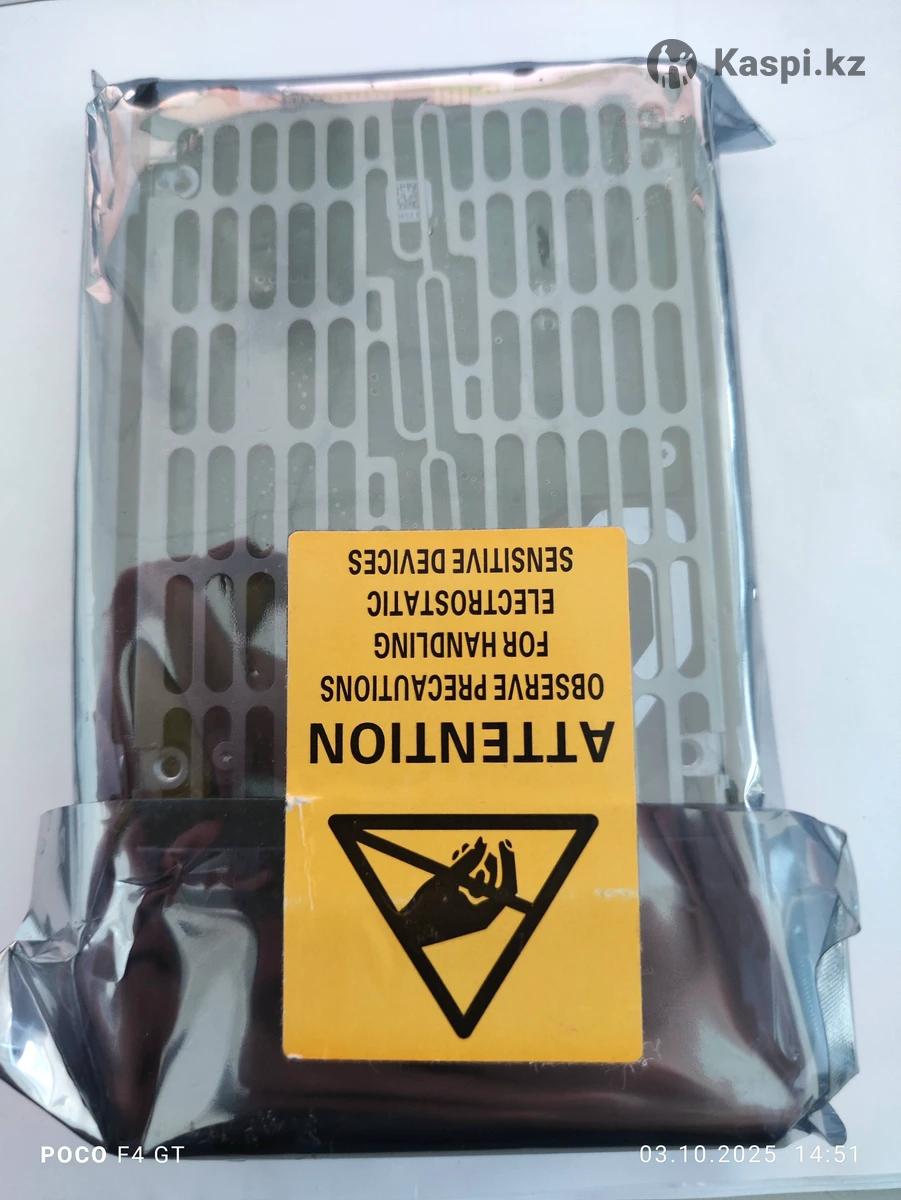 Kaspi.kz
ATTENTION
OBSERVE PRECAUTIONS
FOR HANDLING
ELECTROSTATIC
SENSITIVE DEVICES
POCO F4 GT
03.10.2025 14:51